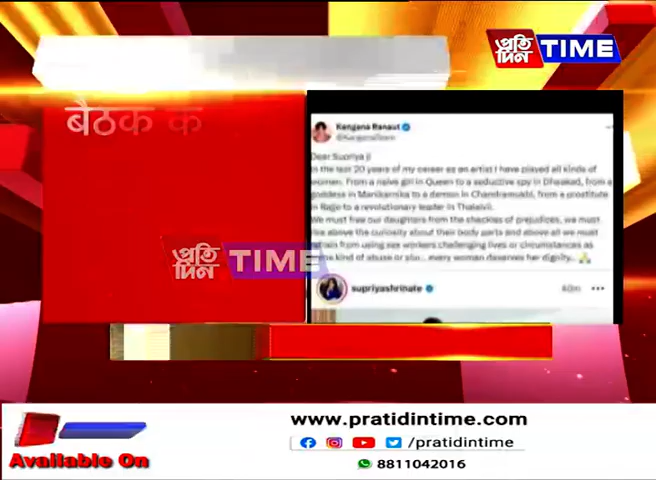 প্রতি দিন TIME
बैठक क
Kangana Ranaut
@KanganaTeam
Dear Supriya ji
In the last 20 years of my career as an artist I have played all kinds of
women. From a naive girl in Queen to a seductive spy in Dhaakad, from a
goddess in Manikarnika to a demon in Chandramukhi, from a prostitute
in Rajjo to a revolutionary leader in Thalaivii.
We must free our daughters from the shackles of prejudices, we must
rise above the curiosity about their body parts and above all we must
refrain from using sex workers challenging lives or circumstances as
some kind of abuse or slur... every woman deserves her dignity...
প্রতি দিন TIME
supriyashrinate
www.pratidintime.com
/pratidintime
Available On
8811042016